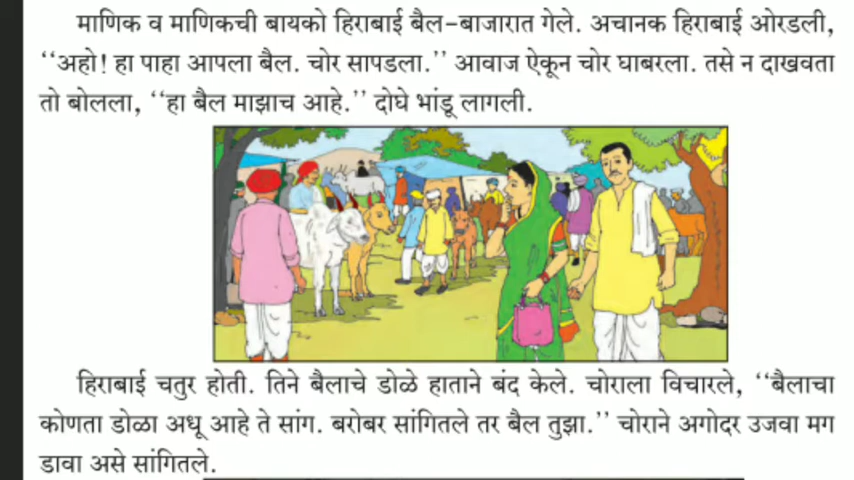 माणिक व माणिकची बायको हिराबाई बैल-बाजारात गेले. अचानक हिराबाई ओरडली,
‘‘अहो! हा पाहा आपला बैल. चोर सापडला.’’ आवाज ऐकून चोर घाबरला. तसे न दाखवता
तो बोलला, ‘‘हा बैल माझाच आहे.’’ दोघे भांडू लागली.
हिराबाई चतुर होती. तिने बैलाचे डोळे हाताने बंद केले. चोराला विचारले, ‘‘बैलाचा
कोणता डोळा अधू आहे ते सांग. बरोबर सांगितले तर बैल तुझा.’’ चोराने अगोदर उजवा मग
डावा असे सांगितले.